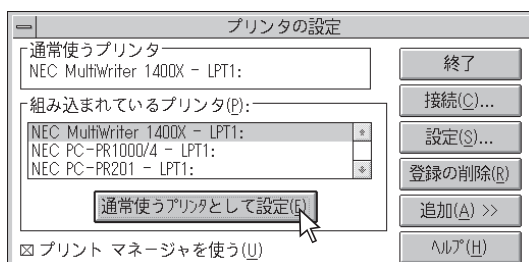 プリンタの設定
通常使うプリンタ
NEC MultiWriter 1400X - LPT1:
組み込まれているプリンタ(P):
NEC MultiWriter 1400X - LPT1:
NEC PC-PR1000/4 - LPT1:
NEC PC-PR201 - LPT1:
通常使うプリンタとして設定(E)
プリント マネージャを使う(U)
終了
接続(C)...
設定(S)...
登録の削除(R)
追加(A) >>
ヘルプ(H)